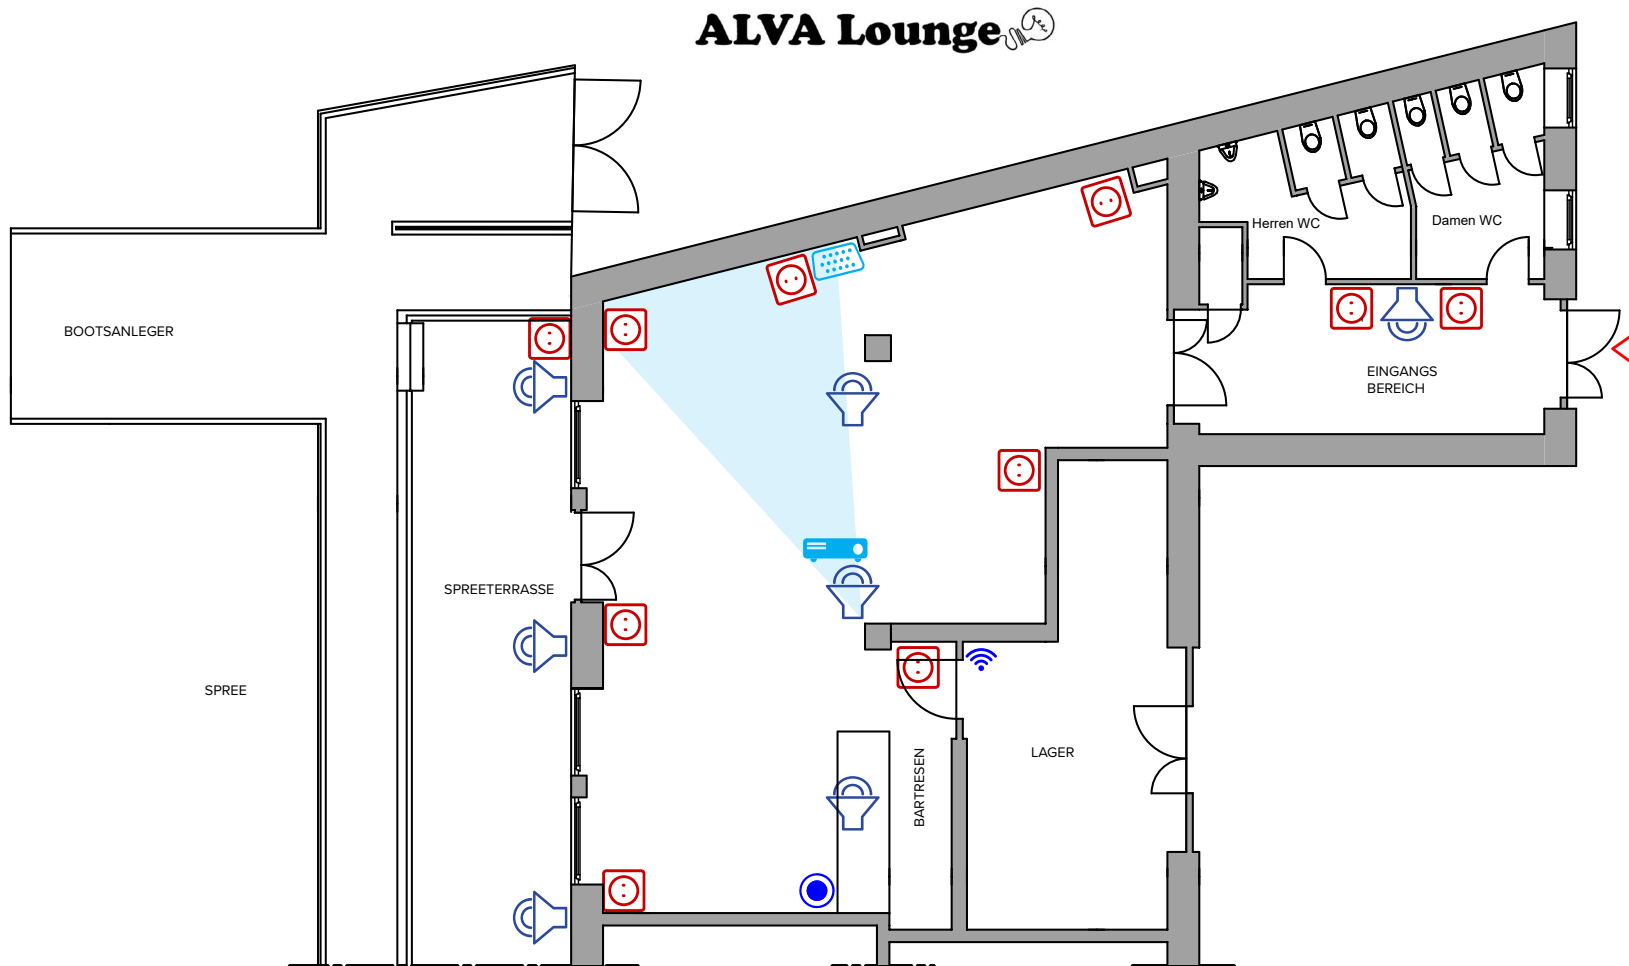 ALVA Lounge
Herren WC
Damen WC
BOOTSANLEGER
EINGANGS
BEREICH
SPREETERRASSE
SPREE
LAGER
BARTRESEN